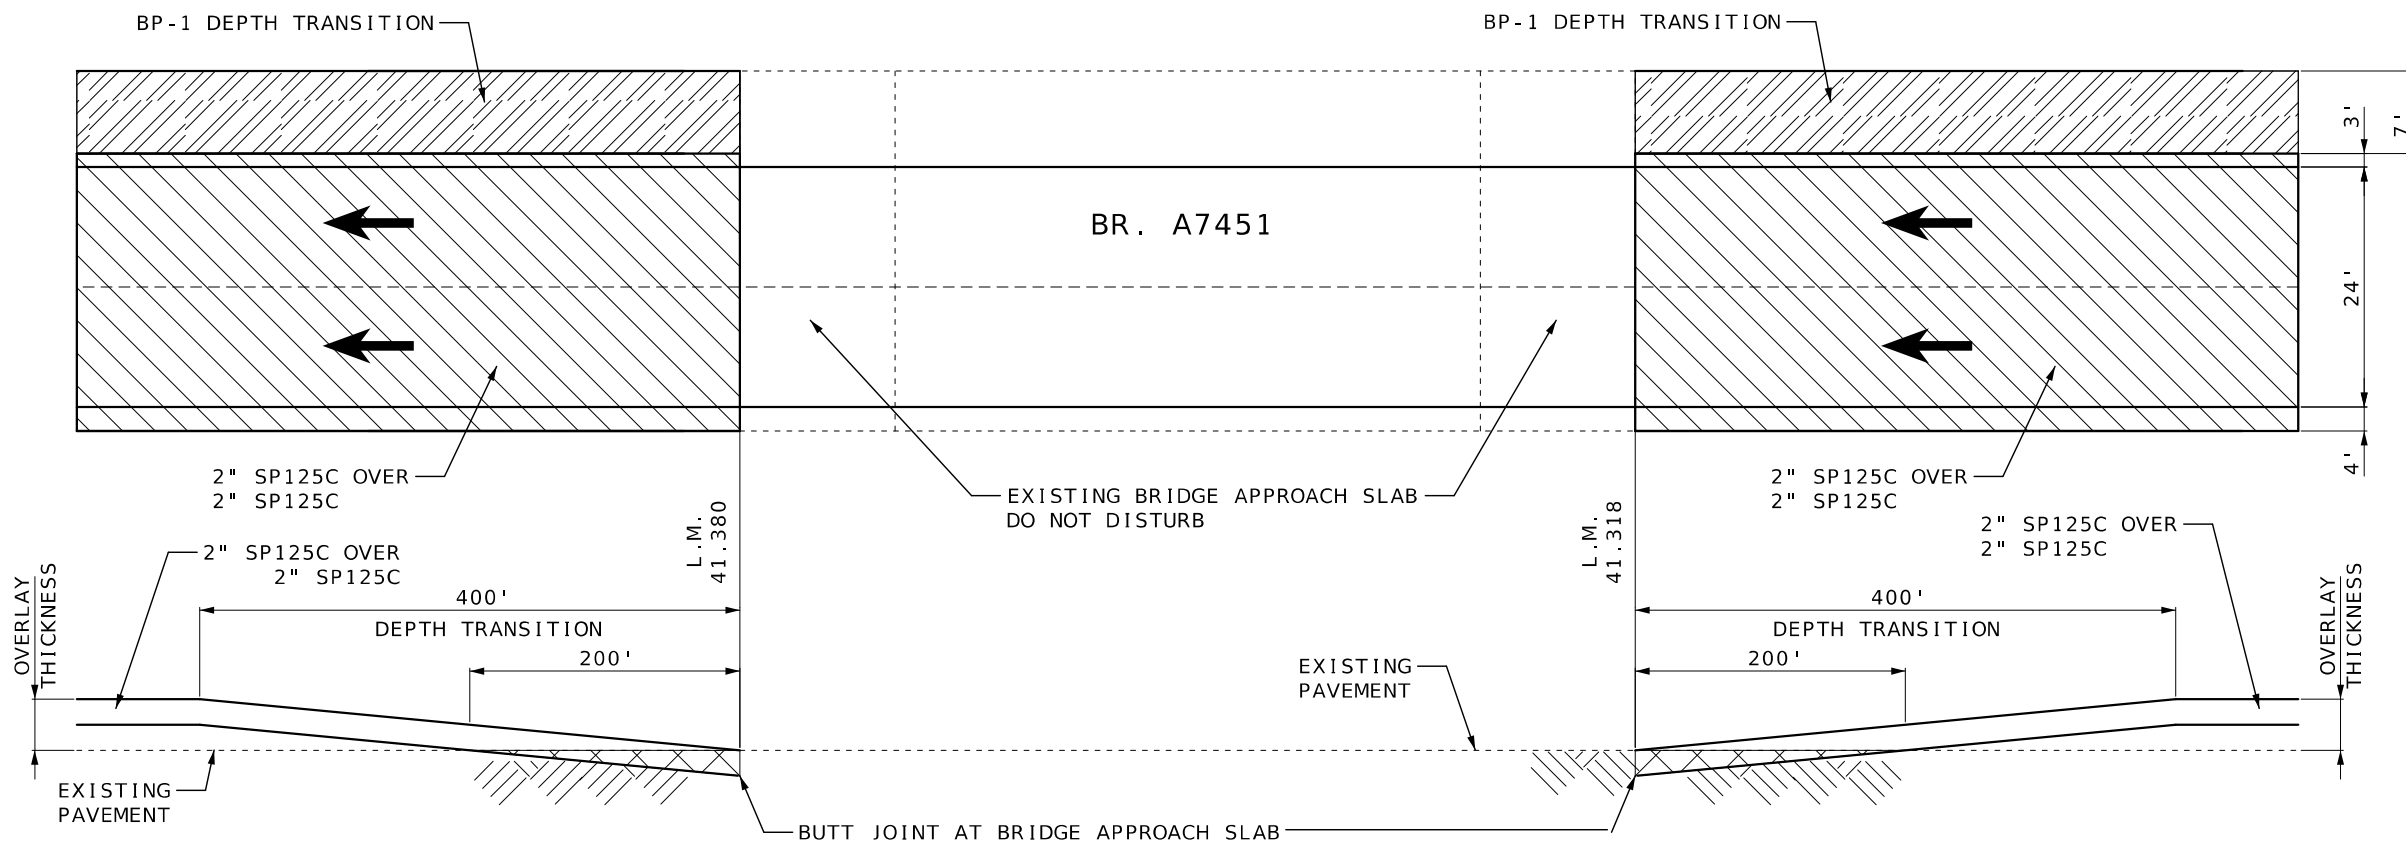 BP-1 DEPTH TRANSITION
BP-1 DEPTH TRANSITION
3'
7'
BR. A7451
24'
4'
2" SP125C OVER
2" SP125C
EXISTING BRIDGE APPROACH SLAB
DO NOT DISTURB
2" SP125C OVER
2" SP125C
L.M.
41.380
L.M.
41.318
2" SP125C OVER
2" SP125C
2" SP125C OVER
2" SP125C
OVERLAY
THICKNESS
400'
DEPTH TRANSITION
200'
400'
DEPTH TRANSITION
200'
OVERLAY
THICKNESS
EXISTING
PAVEMENT
EXISTING
PAVEMENT
BUTT JOINT AT BRIDGE APPROACH SLAB